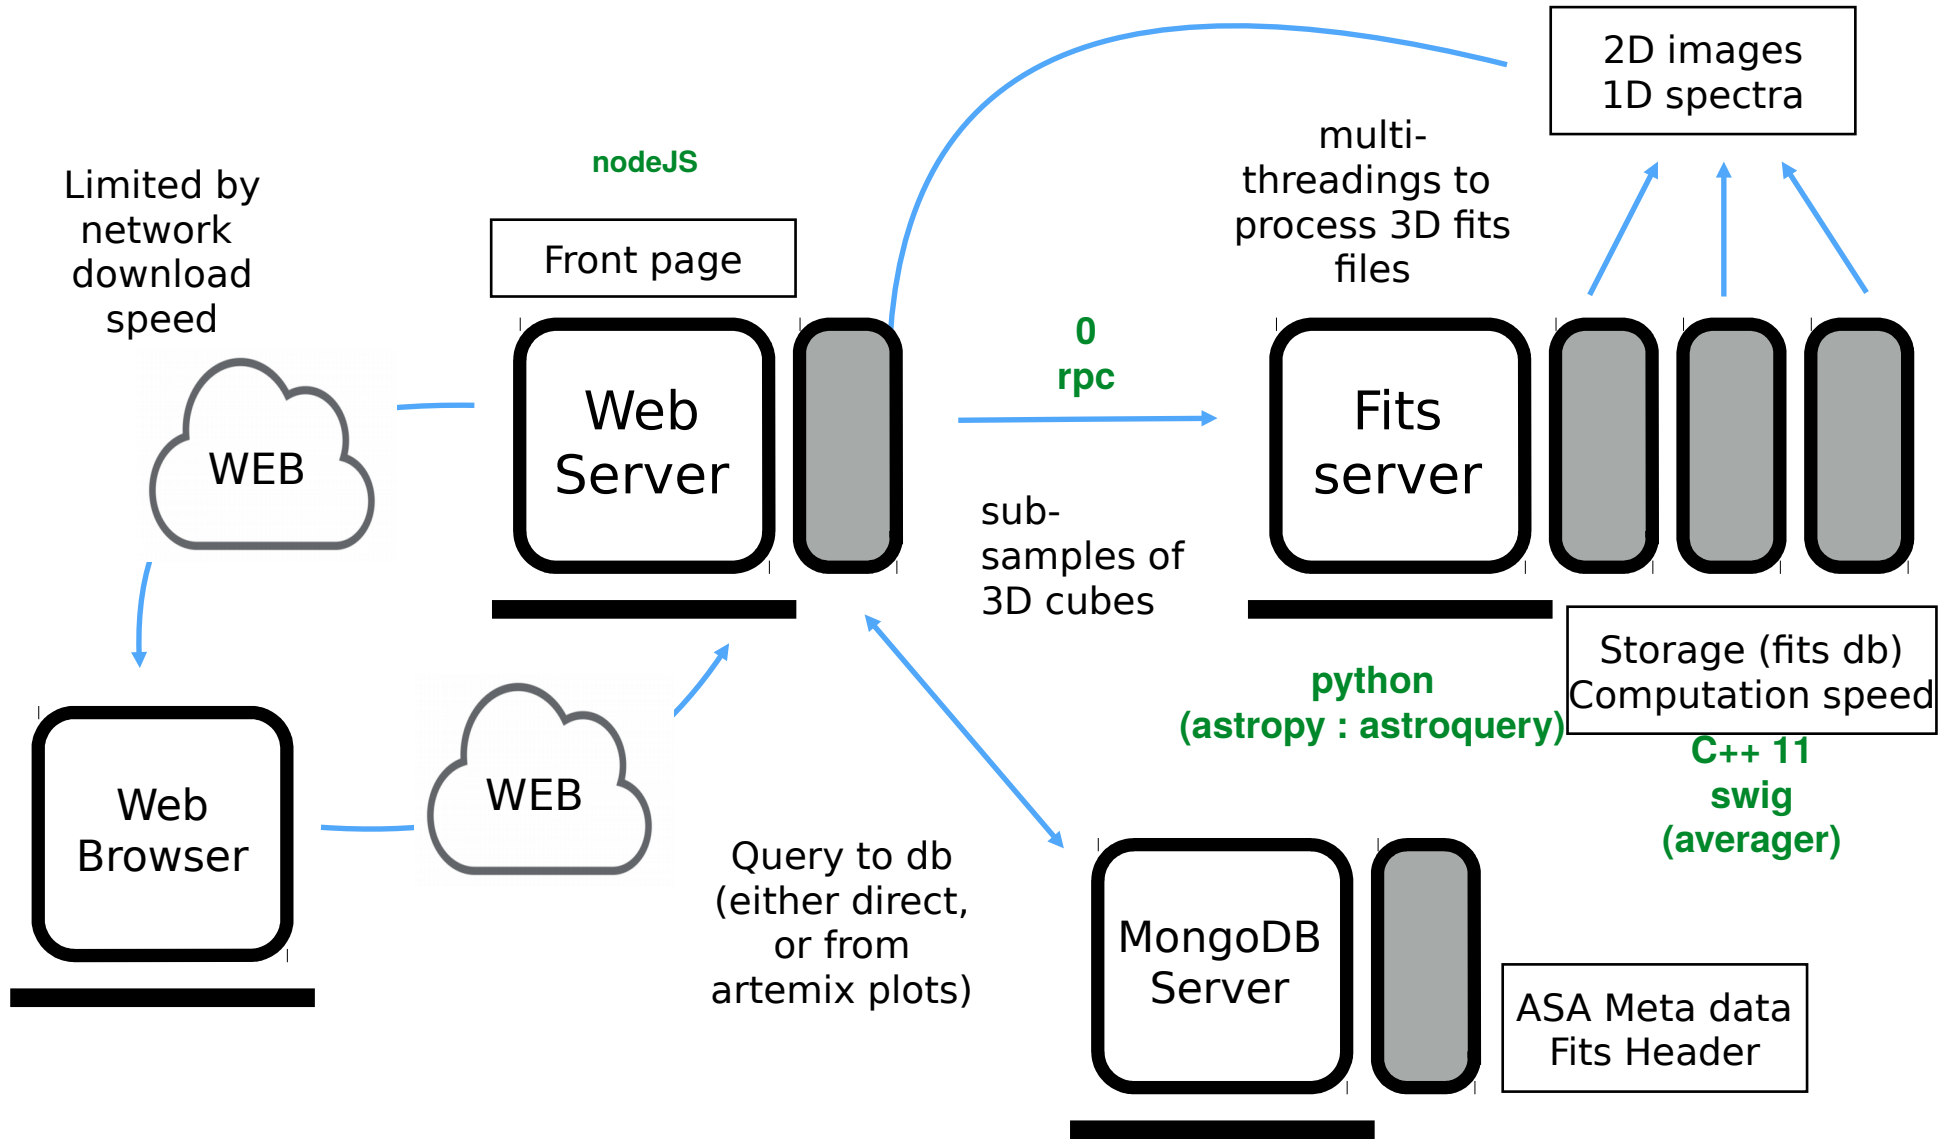 2D images
1D spectra
multi-
threadings to
process 3D fits
files
nodeJS
Limited by
network
download
speed
Front page
0
rpc
WEB
Web
Server
Fits
server
sub-
samples of
3D cubes
Storage (fits db)
Computation speed
python
(astropy : astroquery)
C++ 11
swig
(averager)
Web
Browser
WEB
Query to db
(either direct,
or from
artemix plots)
MongoDB
Server
ASA Meta data
Fits Header